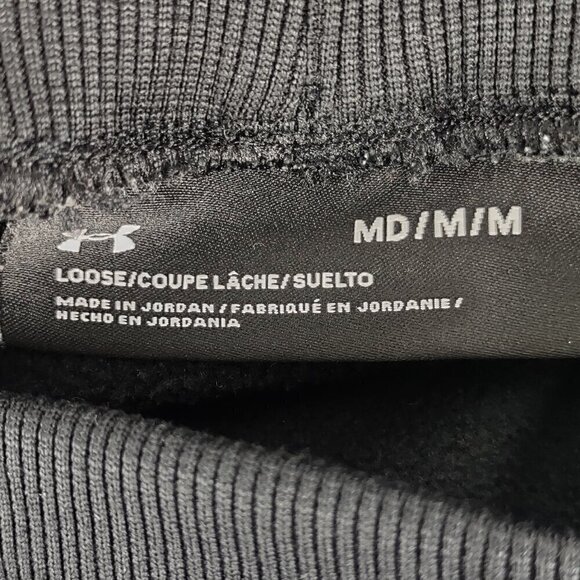 MD/M/M
LOOSE/COUPE LÂCHE/SUELTO
MADE IN JORDAN / FABRIQUÉ EN JORDANIE /
HECHO EN JORDANIA